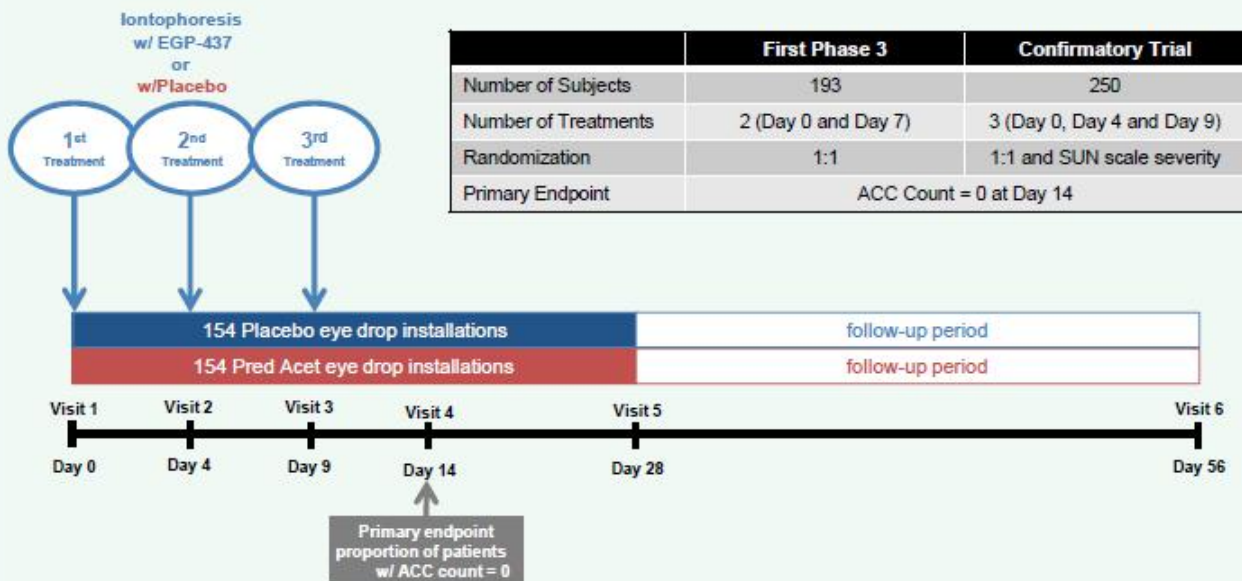 Iontophoresis
w/ EGP-437
or
w/Placebo
1st
Treatment
2nd
Treatment
3rd
Treatment
First Phase 3 Confirmatory Trial
Number of Subjects 193 250
Number of Treatments 2 (Day 0 and Day 7) 3 (Day 0, Day 4 and Day 9)
Randomization 1:1 1:1 and SUN scale severity
Primary Endpoint ACC Count = 0 at Day 14
154 Placebo eye drop installations follow-up period
154 Pred Acet eye drop installations follow-up period
Visit 1 Visit 2 Visit 3 Visit 4 Visit 5 Visit 6
Day 0 Day 4 Day 9 Day 14 Day 28 Day 56
Primary endpoint
proportion of patients
w/ ACC count = 0